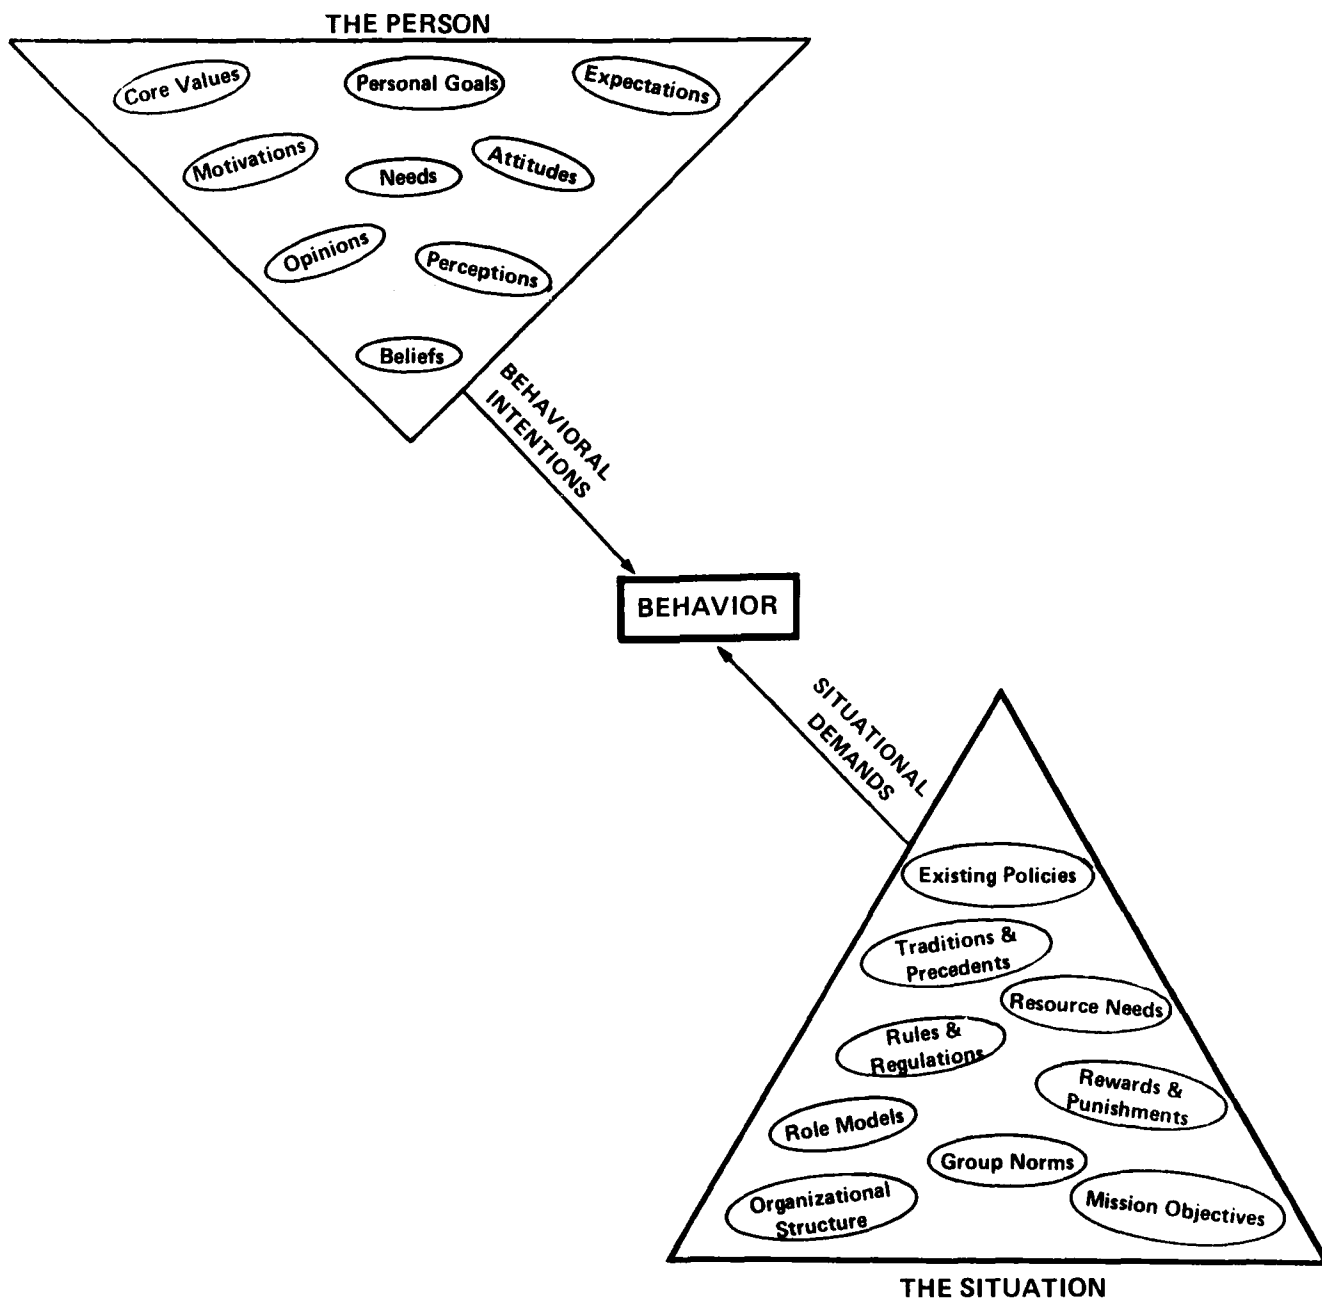 THE PERSON
Core Values
Personal Goals
Expectations
Motivations
Needs
Attitudes
Opinions
Perceptions
Beliefs
BEHAVIORAL
INTENTIONS
BEHAVIOR
SITUATIONAL
DEMANDS
Existing Policies
Traditions &
Precedents
Resource Needs
Rules &
Regulations
Rewards &
Punishments
Role Models
Group Norms
Organizational
Structure
Mission Objectives
THE SITUATION